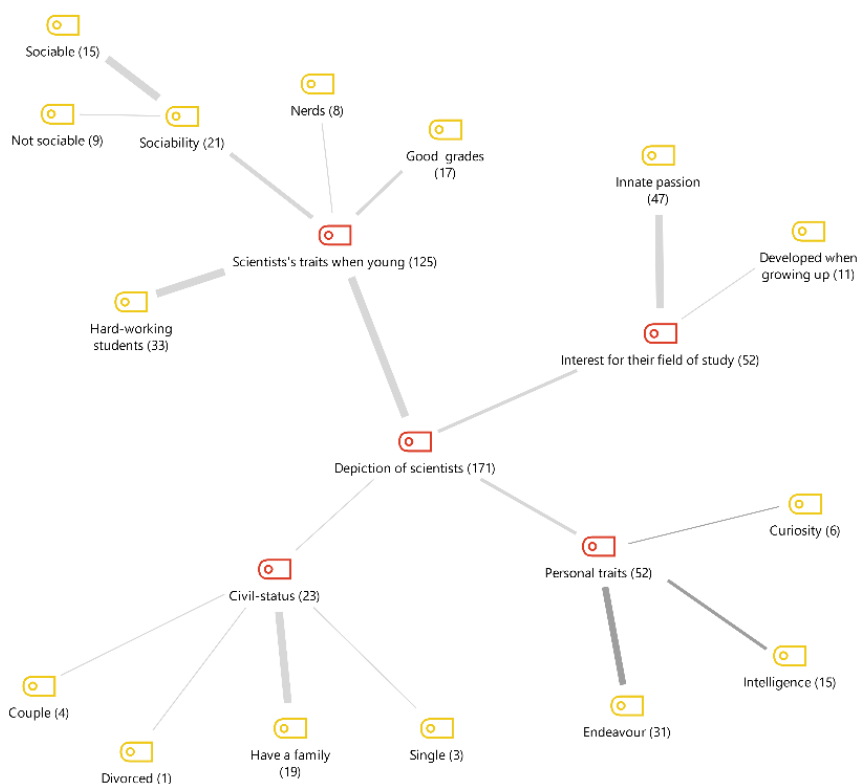 Sociable (15)
Nerds (8)
Not sociable (9)
Sociability (21)
Good  grades
(17)
Innate passion
(47)
Scientists's traits when young (125)
Developed when
growing up (11)
Hard-working
students (33)
Interest for their field of study (52)
Depiction of scientists (171)
Curiosity (6)
Personal traits (52)
Civil-status (23)
Intelligence (15)
Couple (4)
Endeavour (31)
Have a family
(19)
Single (3)
Divorced (1)